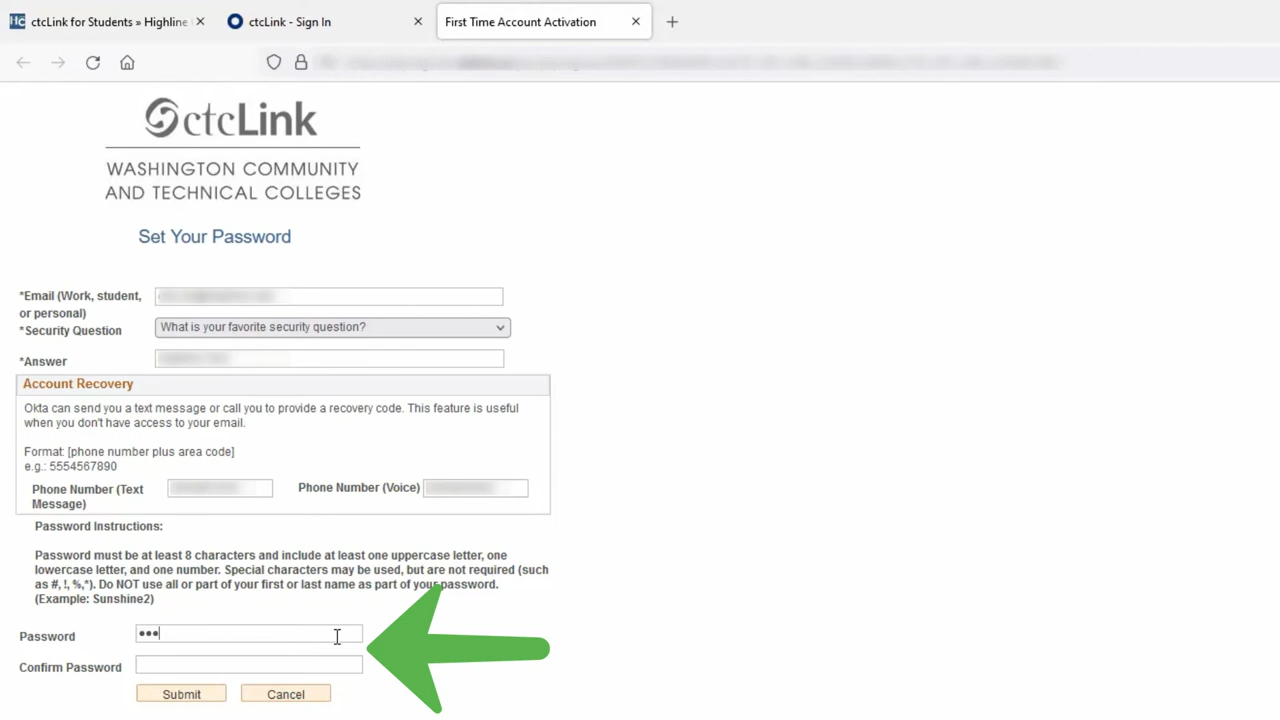 ctcLink for Students » Highline
ctcLink - Sign In
First Time Account Activation
ctcLink
WASHINGTON COMMUNITY
AND TECHNICAL COLLEGES
Set Your Password
*Email (Work, student,
or personal)
*Security Question
What is your favorite security question?
*Answer
Account Recovery
Okta can send you a text message or call you to provide a recovery code. This feature is useful
when you don't have access to your email.
Format: [phone number plus area code]
e.g.: 5554567890
Phone Number (Text
Message)
Phone Number (Voice)
Password Instructions:
Password must be at least 8 characters and include at least one uppercase letter, one
lowercase letter, and one number. Special characters may be used, but are not required (such
as #, !, %,*). Do NOT use all or part of your first or last name as part of your password.
(Example: Sunshine2)
Password
•••
Confirm Password
Submit
Cancel